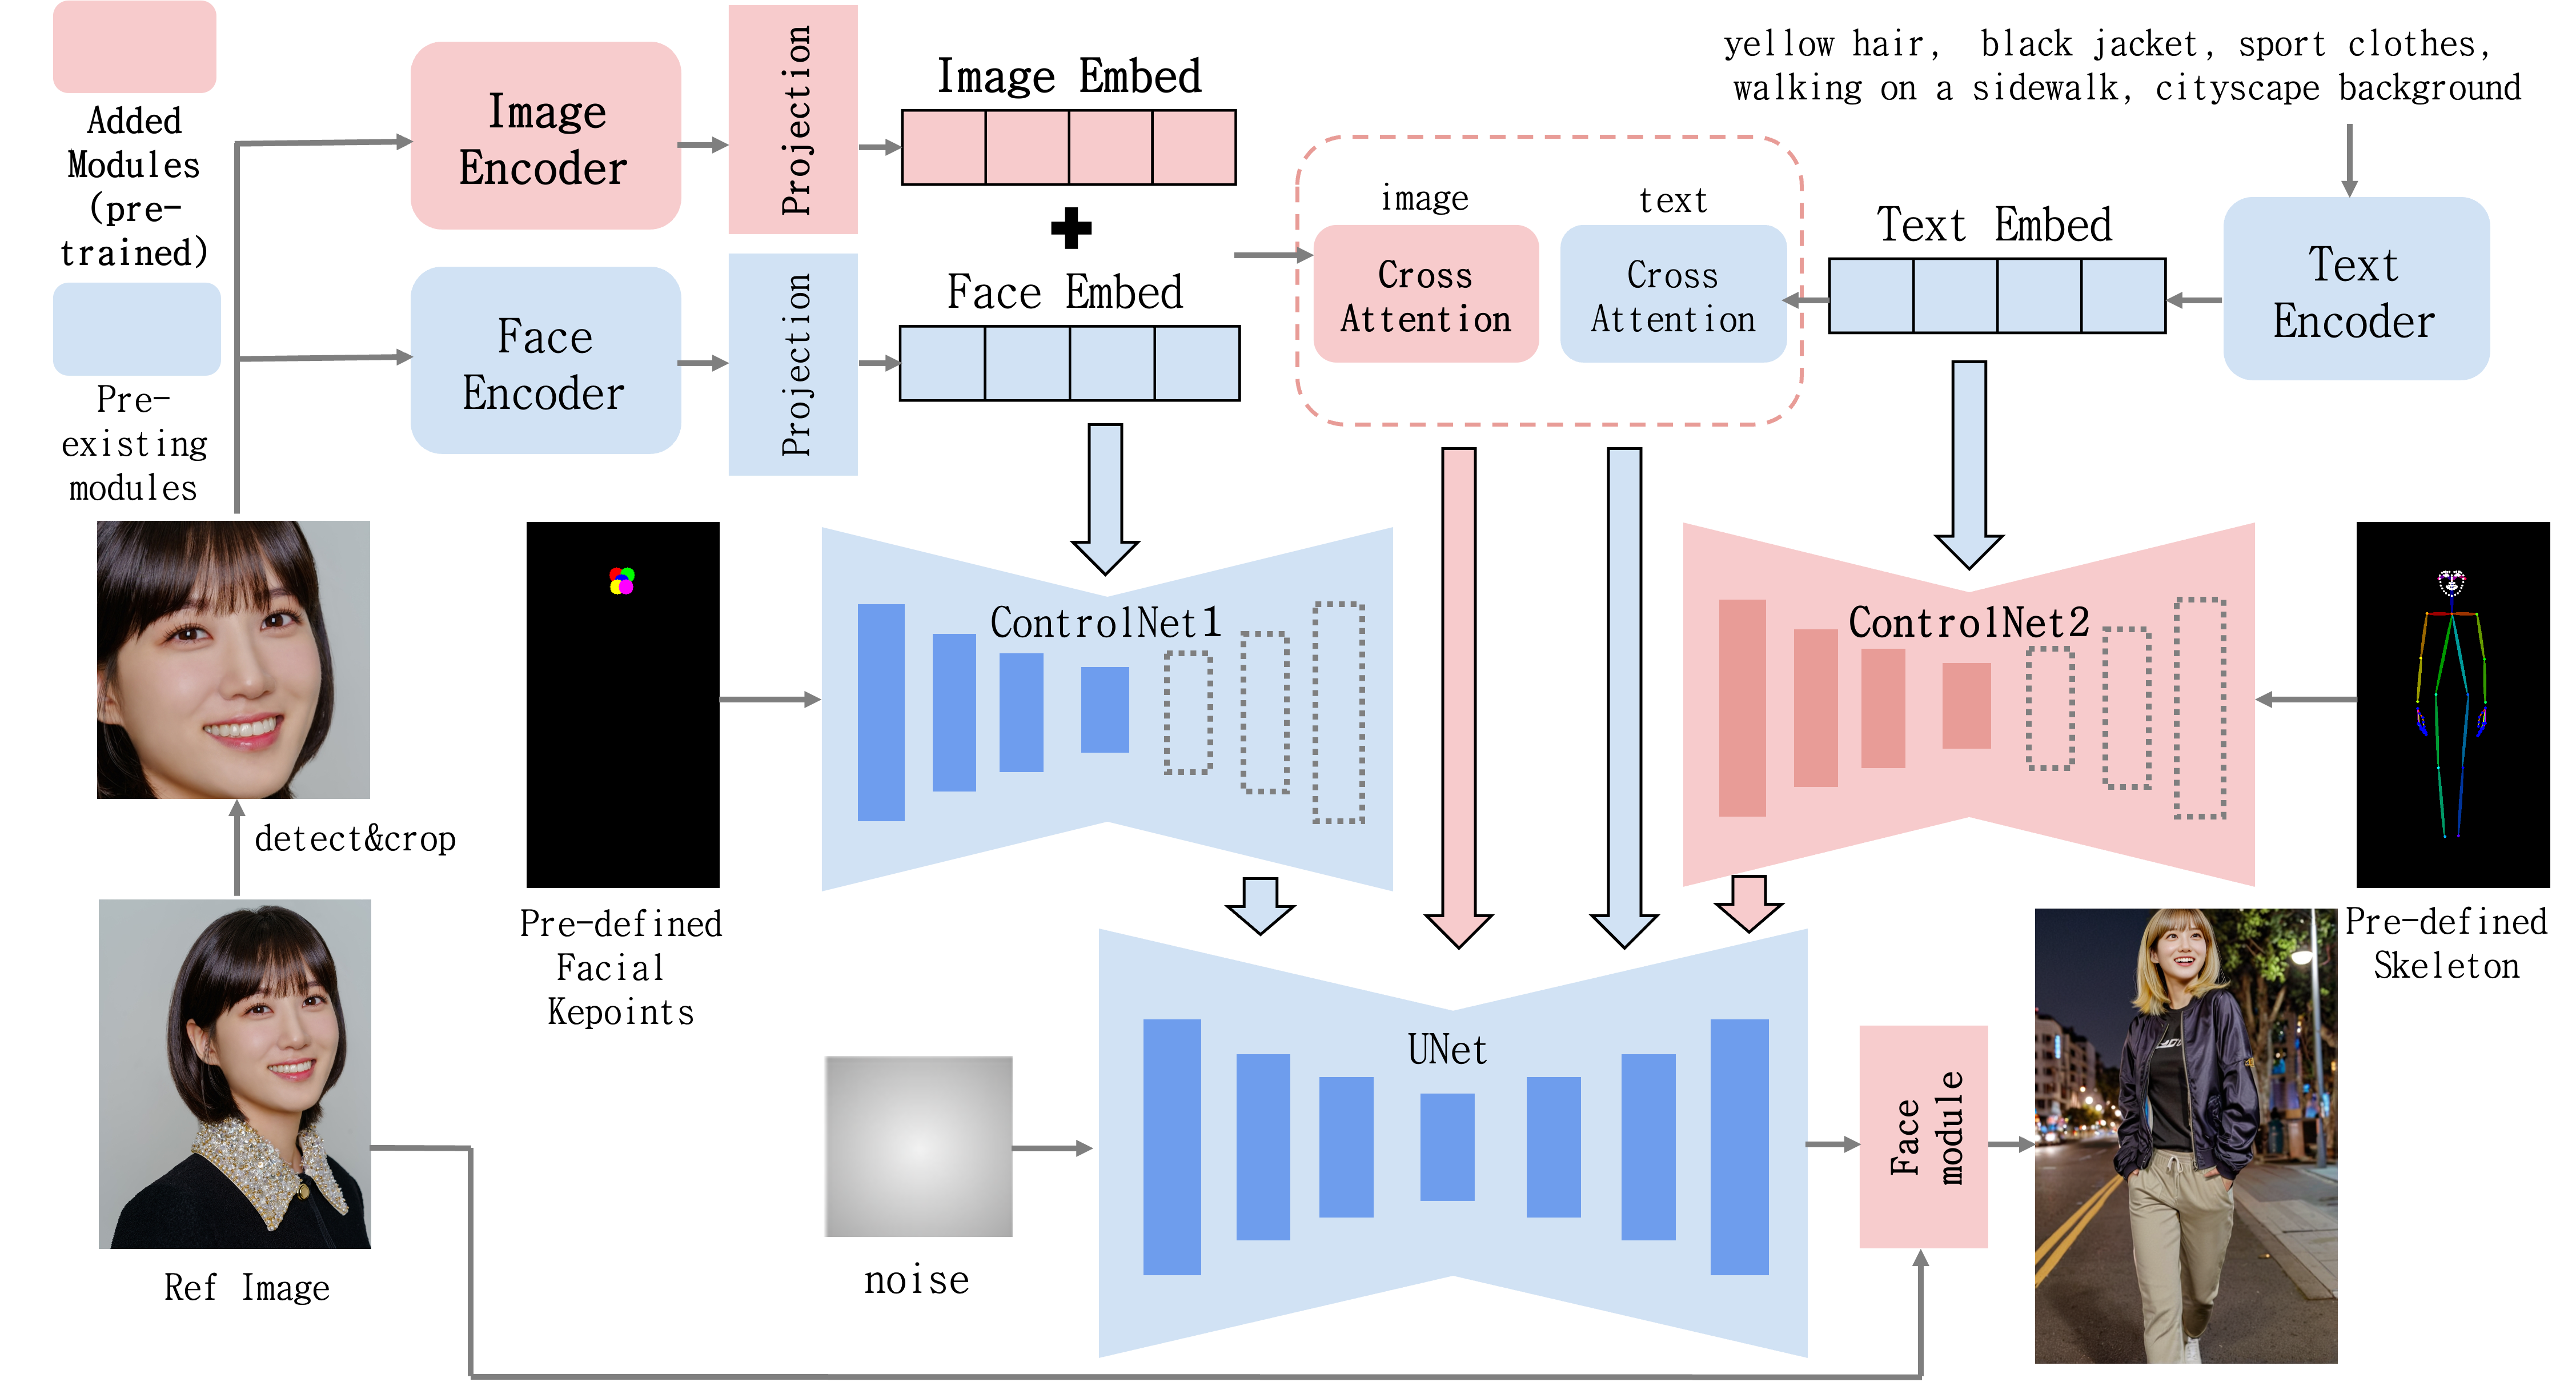 Added
Modules
(pre-
trained)
Pre-
existing
modules
Image
Encoder
Projection
Image Embed
Face
Encoder
Projection
Face Embed
image
Cross
Attention
text
Cross
Attention
yellow hair, black jacket, sport clothes,
walking on a sidewalk, cityscape background
Text Embed
Text
Encoder
detect&crop
Ref Image
Pre-defined
Facial
Kepoints
ControlNet1
ControlNet2
Pre-defined
Skeleton
noise
UNet
Face
module